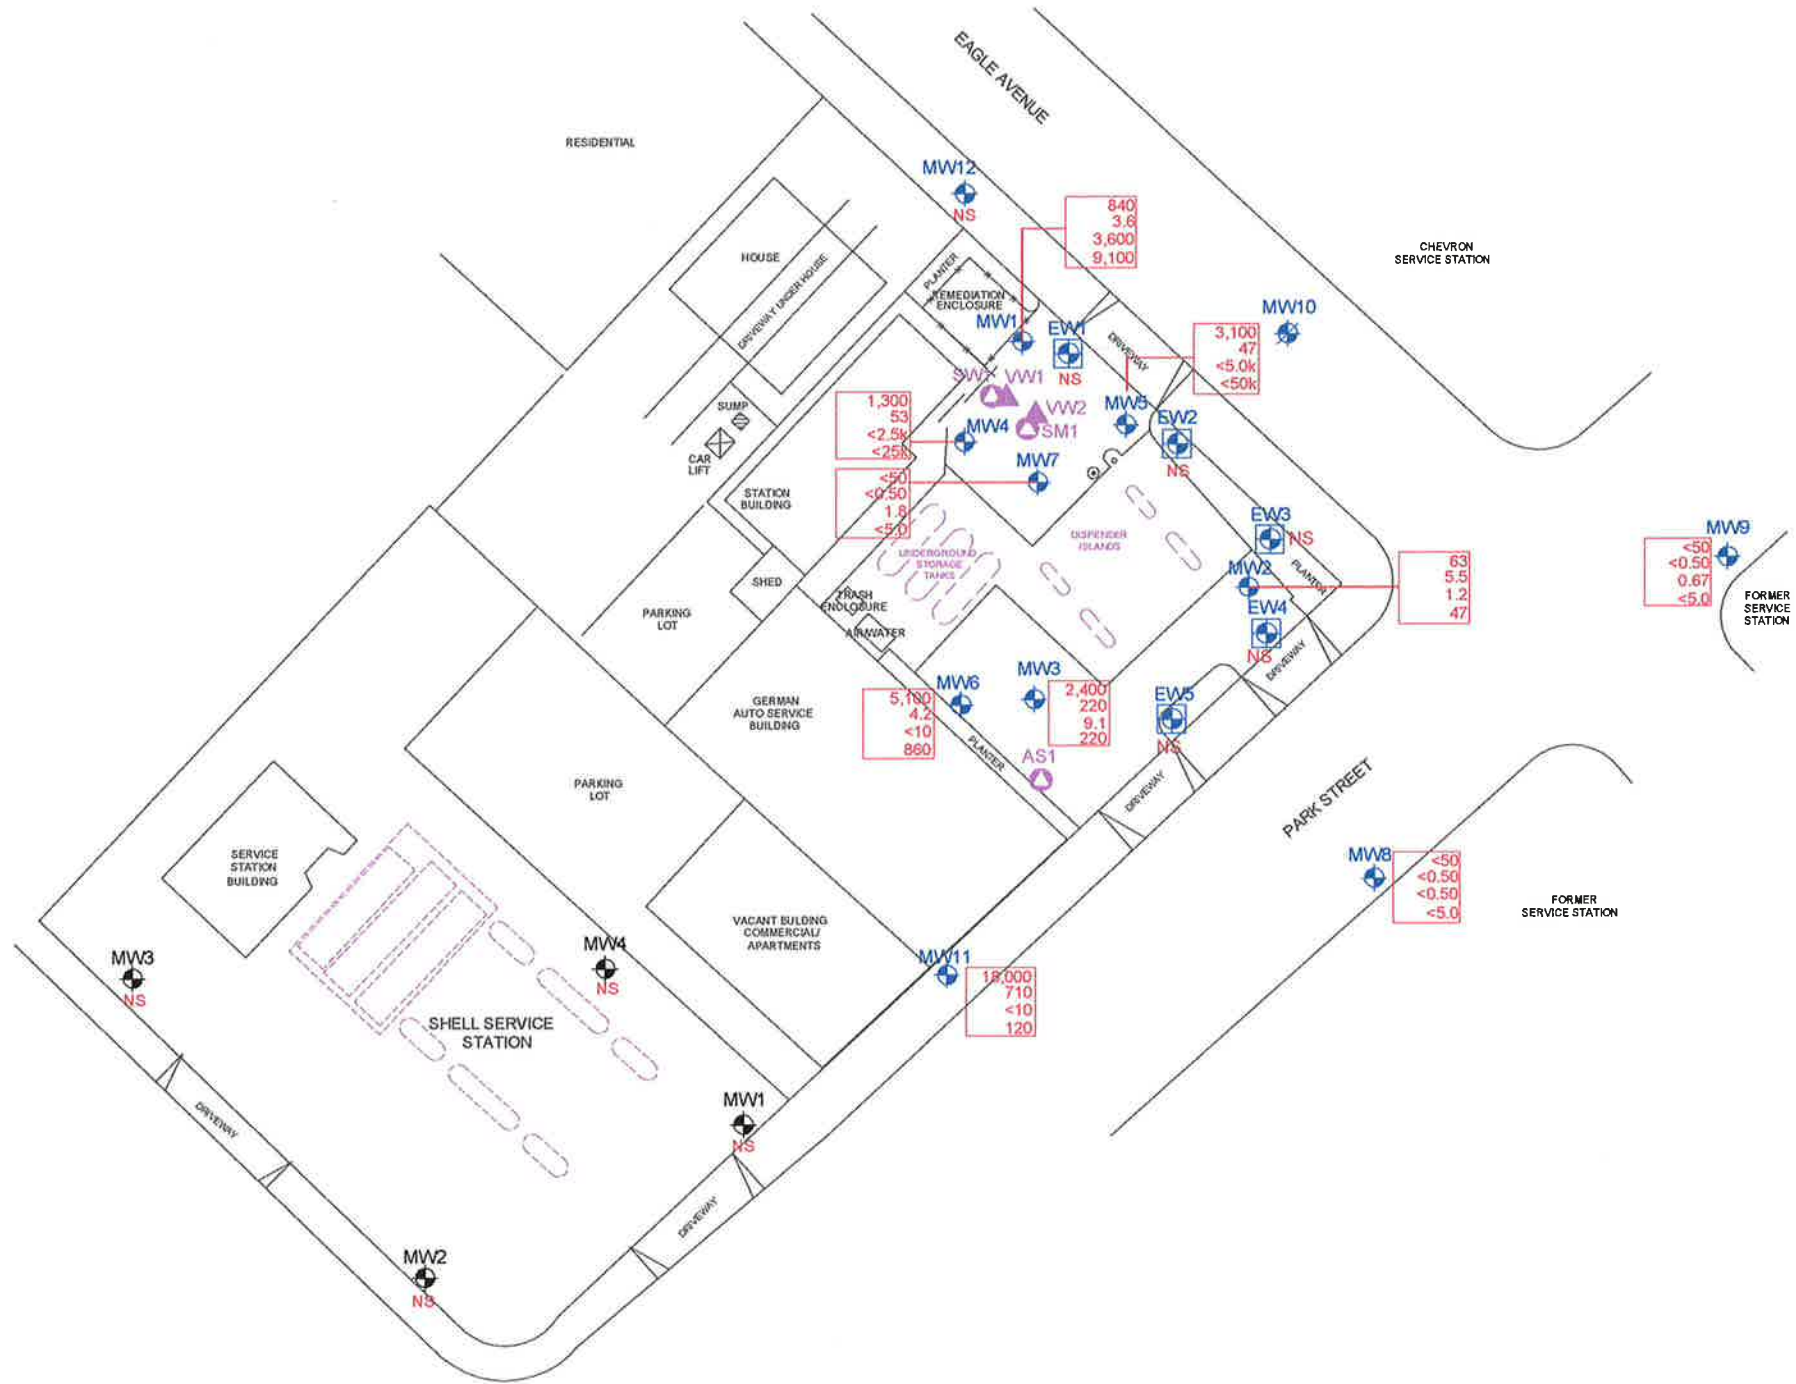 EAGLE AVENUE
RESIDENTIAL
MW12
NS
840
3.6
3,600
9,100
CHEVRON
SERVICE STATION
HOUSE
DRIVEWAY UNDER HOUSE
PLANTER
REMEDIATION
ENCLOSURE
MW1
EW1
NS
DRIVEWAY
MW10
3,100
47
<5.0k
<50k
VW1
VW2
SM1
MW5
EW2
NS
SUMP
CAR
LIFT
1,300
53
<2.5k
<25k
MW4
MW7
<50
<0.50
1.8
<5.0
STATION
BUILDING
UNDERGROUND
STORAGE
TANKS
DISPENDER
ISLANDS
EW3
NS
MW2
PLANTER
63
5.5
1.2
47
MW9
<50
<0.50
0.67
<5.0
FORMER
SERVICE
STATION
SHED
TRASH
ENCLOSURE
AIR/WATER
PARKING
LOT
EW4
NS
DRIVEWAY
GERMAN
AUTO SERVICE
BUILDING
MW6
5,100
4.2
<10
860
MW3
2,400
220
9.1
220
EW5
NS
PLANTER
AS1
DRIVEWAY
PARK STREET
PARKING
LOT
SERVICE
STATION
BUILDING
MW8
<50
<0.50
<0.50
<5.0
FORMER
SERVICE STATION
VACANT BULDING
COMMERCIAL/
APARTMENTS
MW11
18,000
710
<10
120
MW3
NS
MW4
NS
SHELL SERVICE
STATION
MW1
NS
DRIVEWAY
DRIVEWAY
MW2
NS